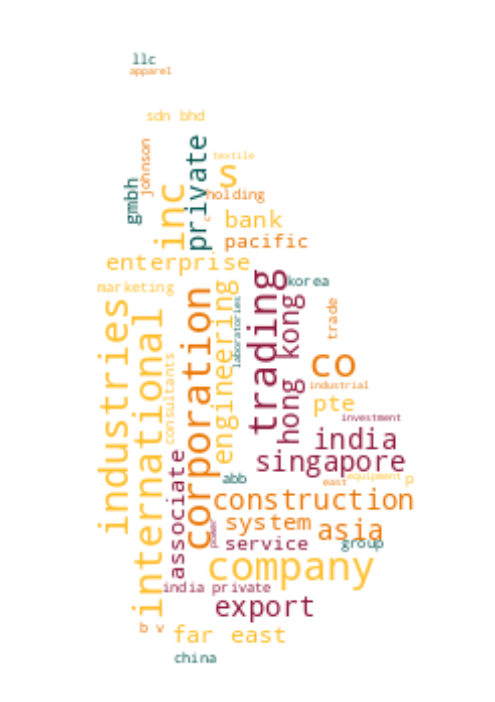 llc
apparel
sdn bhd
johnson
private
textile
s
gmbh
inc
holding
c
bank
pacific
enterprise
trading
korea
marketing
industries
international
corporation
engineering
laboratories
hong kong
trade
consultants
co
industrial
pte
investment
india
singapore
associate
abb
east
equipment
p
construction
power
system
asia
service
group
company
india private
export
b v
far east
china